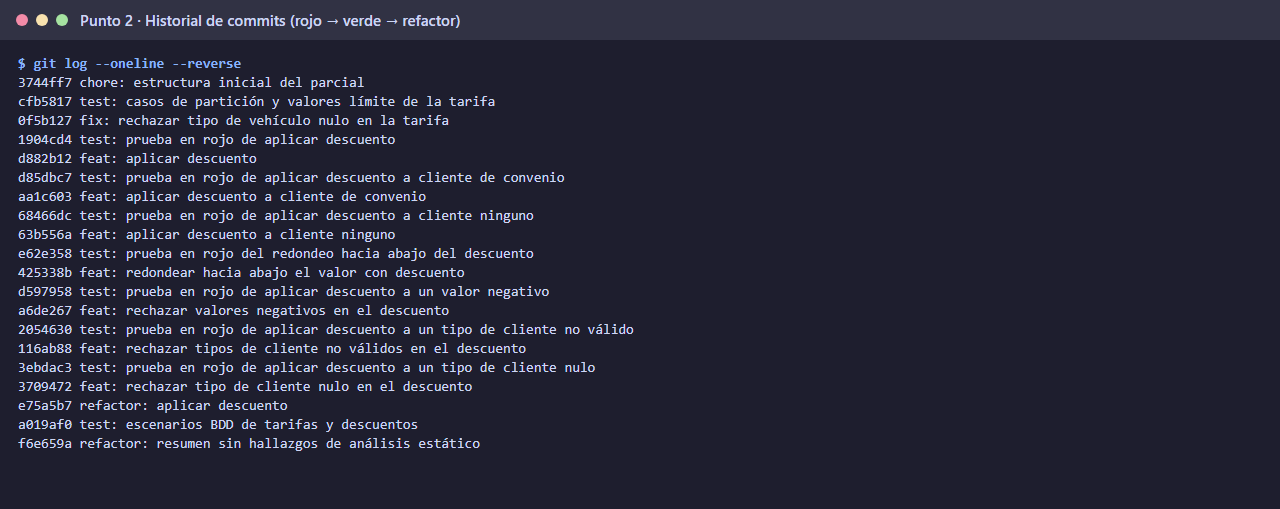 Punto 2 · Historial de commits (rojo → verde → refactor)
$ git log --oneline --reverse
3744ff7 chore: estructura inicial del parcial
cfb5817 test: casos de partición y valores límite de la tarifa
0f5b127 fix: rechazar tipo de vehículo nulo en la tarifa
1904cd4 test: prueba en rojo de aplicar descuento
d882b12 feat: aplicar descuento
d85dbc7 test: prueba en rojo de aplicar descuento a cliente de convenio
aa1c603 feat: aplicar descuento a cliente de convenio
68466dc test: prueba en rojo de aplicar descuento a cliente ninguno
63b556a feat: aplicar descuento a cliente ninguno
e62e358 test: prueba en rojo del redondeo hacia abajo del descuento
425338b feat: redondear hacia abajo el valor con descuento
d597958 test: prueba en rojo de aplicar descuento a un valor negativo
a6de267 feat: rechazar valores negativos en el descuento
2054630 test: prueba en rojo de aplicar descuento a un tipo de cliente no válido
116ab88 feat: rechazar tipos de cliente no válidos en el descuento
3ebdac3 test: prueba en rojo de aplicar descuento a un tipo de cliente nulo
3709472 feat: rechazar tipo de cliente nulo en el descuento
e75a5b7 refactor: aplicar descuento
a019af0 test: escenarios BDD de tarifas y descuentos
f6e659a refactor: resumen sin hallazgos de análisis estático